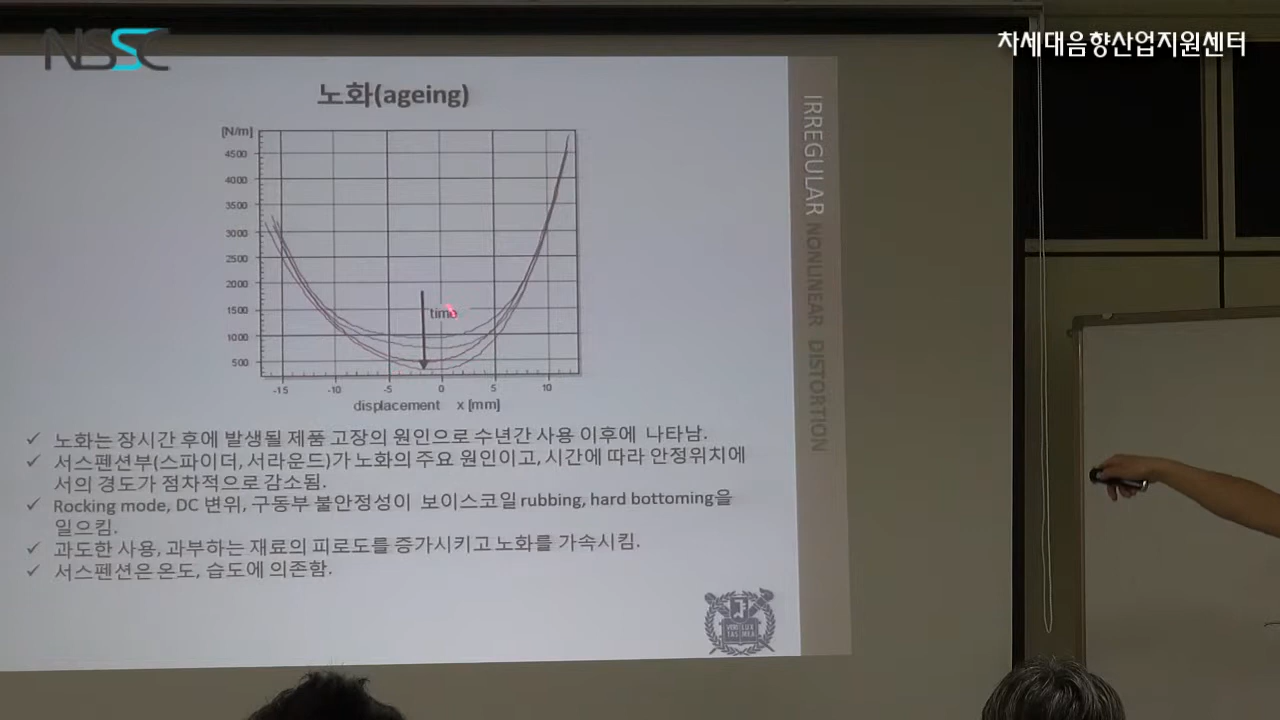 NSSC
차세대음향산업지원센터
노화(ageing)
[N/m]
4500
4000
3500
3000
2500
2000
1500
1000
500
time
-15 -10 -5 0 5 10
displacement x [mm]
✓ 노화는 장시간 후에 발생될 제품 고장의 원인으로 수년간 사용 이후에 나타남.
✓ 서스펜션부(스파이더, 서라운드)가 노화의 주요 원인이고, 시간에 따라 안정위치에
서의 경도가 점차적으로 감소됨.
✓ Rocking mode, DC 변위, 구동부 불안정성이 보이스코일 rubbing, hard bottoming을
일으킴.
✓ 과도한 사용, 과부하는 재료의 피로도를 증가시키고 노화를 가속시킴.
✓ 서스펜션은 온도, 습도에 의존함.
IRREGULAR NONLINEAR DISTORTION
VERI LUX
TAS MEA